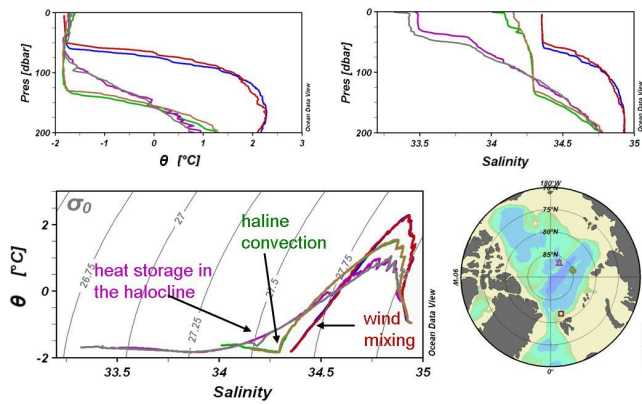 0
100
200
Pres [dbar]
-2
-1
0
1
2
3
θ [°C]
Ocean Data View
0
100
200
Pres [dbar]
33.5
34
34.5
35
Salinity
Ocean Data View
σ0
26.75
27
27.25
27.5
27.75
haline
convection
heat storage in
the halocline
wind
mixing
2
0
-2
θ [°C]
33.5
34
34.5
35
Salinity
Ocean Data View
180°W
75°N
75°N
80°N
85°N
90°W
0°